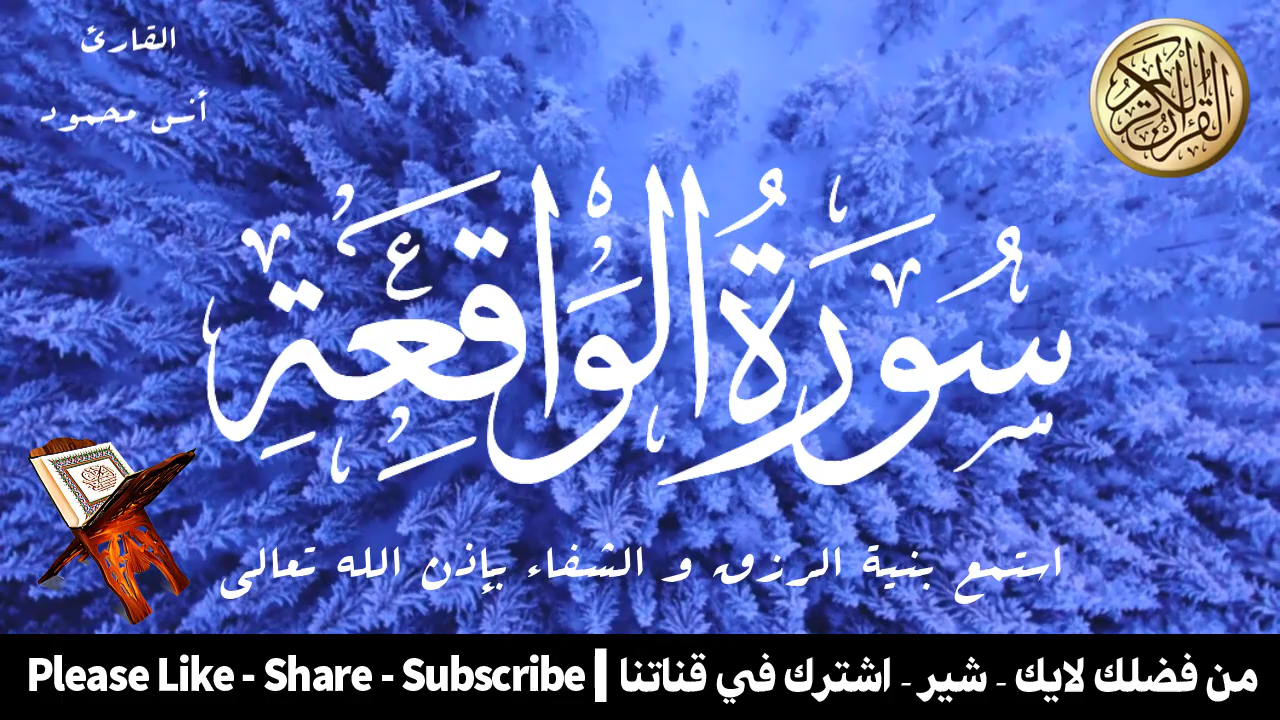 القارئ
أنس محمود
القرآن الكريم
سُورَةُ الوَاقِعَةِ
استمع بنية الرزق و الشفاء بإذن الله تعالى
Please Like - Share - Subscribe | من فضلك لايك - شير - اشترك في قناتنا